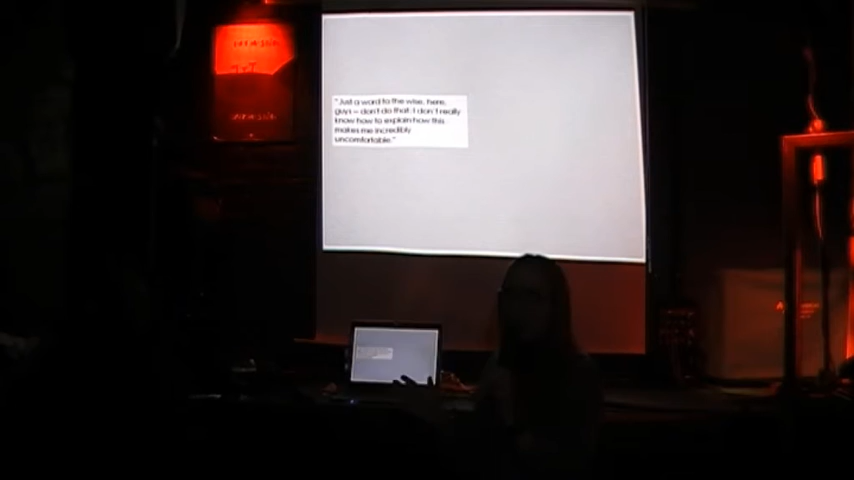 "Just a word to the wise, here,
guys – don't do that. I don't really
know how to explain how this
makes me incredibly
uncomfortable."